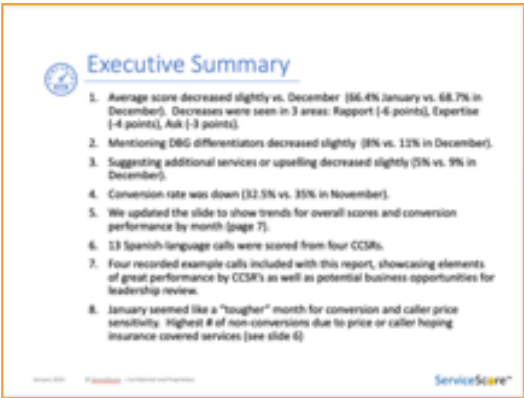 Executive Summary
1. Average score decreased slightly vs. December (66.4% January vs. 68.7% in
December). Decreases were seen in 3 areas: Rapport (-6 points), Expertise
(-4 points), Ask (-3 points).
2. Mentioning DBG differentiators decreased slightly (8% vs. 11% in December).
3. Suggesting additional services or upselling decreased slightly (5% vs. 9% in
December).
4. Conversion rate was down (32.5% vs. 35% in November).
5. We updated the slide to show trends for overall scores and conversion
performance by month (page 7).
6. 13 Spanish-language calls were scored from four CCSRs.
7. Four recorded example calls included with this report, showcasing elements
of great performance by CCSR's as well as potential business opportunities for
leadership review.
8. January seemed like a "tougher" month for conversion and caller price
sensitivity. Highest # of non-conversions due to price or caller hoping
insurance covered services (see slide 6)
ServiceScore™